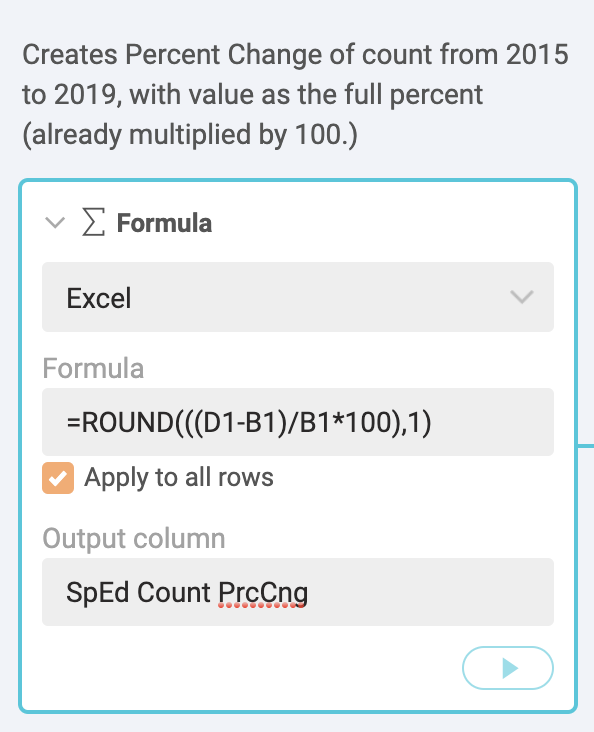 Creates Percent Change of count from 2015
to 2019, with value as the full percent
(already multiplied by 100.)
Formula
Excel
Formula
=ROUND(((D1-B1)/B1*100),1)
Apply to all rows
Output column
SpEd Count PrcCng